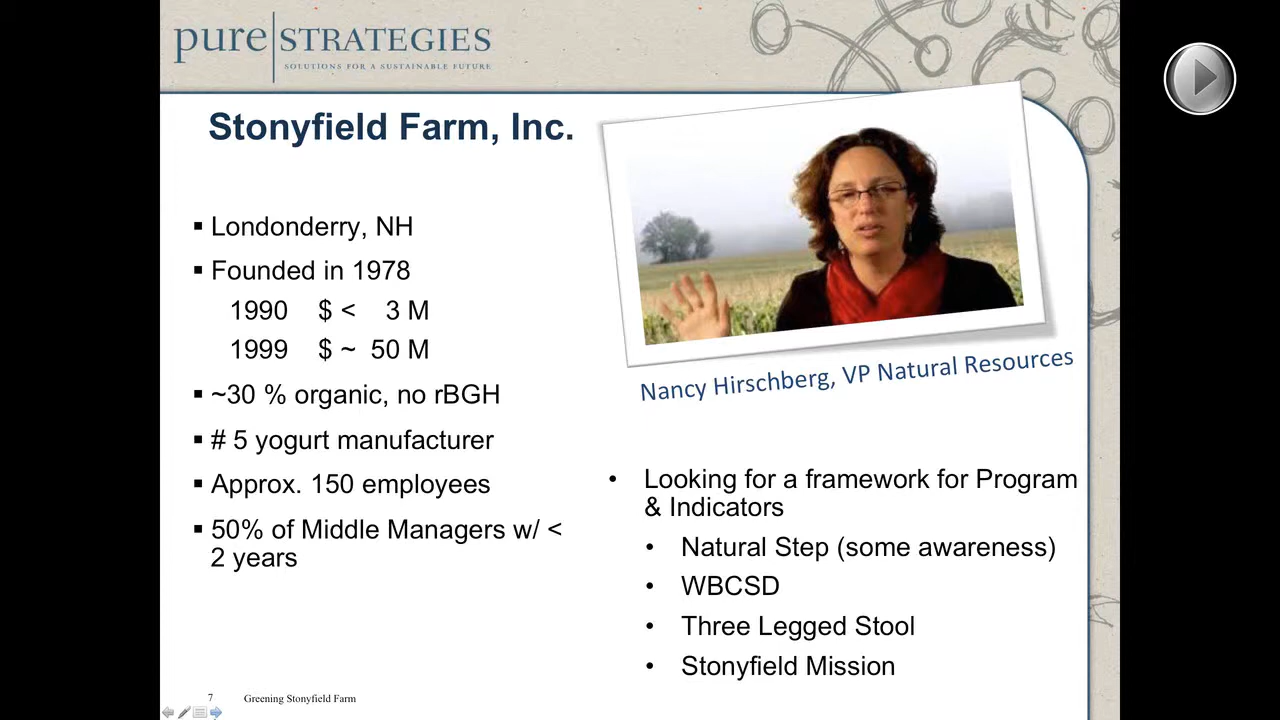 pure STRATEGIES
SOLUTIONS FOR A SUSTAINABLE FUTURE
Stonyfield Farm, Inc.
▪ Londonderry, NH
▪ Founded in 1978
1990 $ < 3 M
1999 $ ~ 50 M
▪ ~30 % organic, no rBGH
▪ # 5 yogurt manufacturer
▪ Approx. 150 employees
▪ 50% of Middle Managers w/ <
2 years
Nancy Hirschberg, VP Natural Resources
• Looking for a framework for Program
& Indicators
• Natural Step (some awareness)
• WBCSD
• Three Legged Stool
• Stonyfield Mission
7 Greening Stonyfield Farm